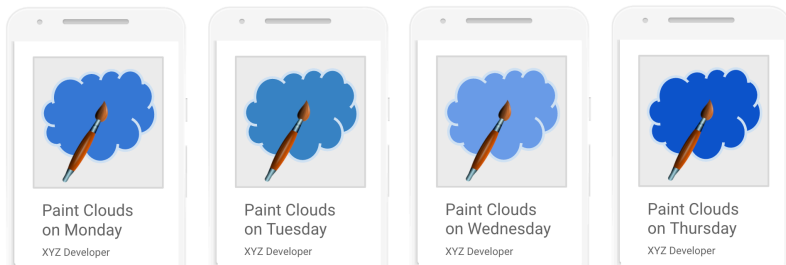 Paint Clouds
on Monday
XYZ Developer
Paint Clouds
on Tuesday
XYZ Developer
Paint Clouds
on Wednesday
XYZ Developer
Paint Clouds
on Thursday
XYZ Developer